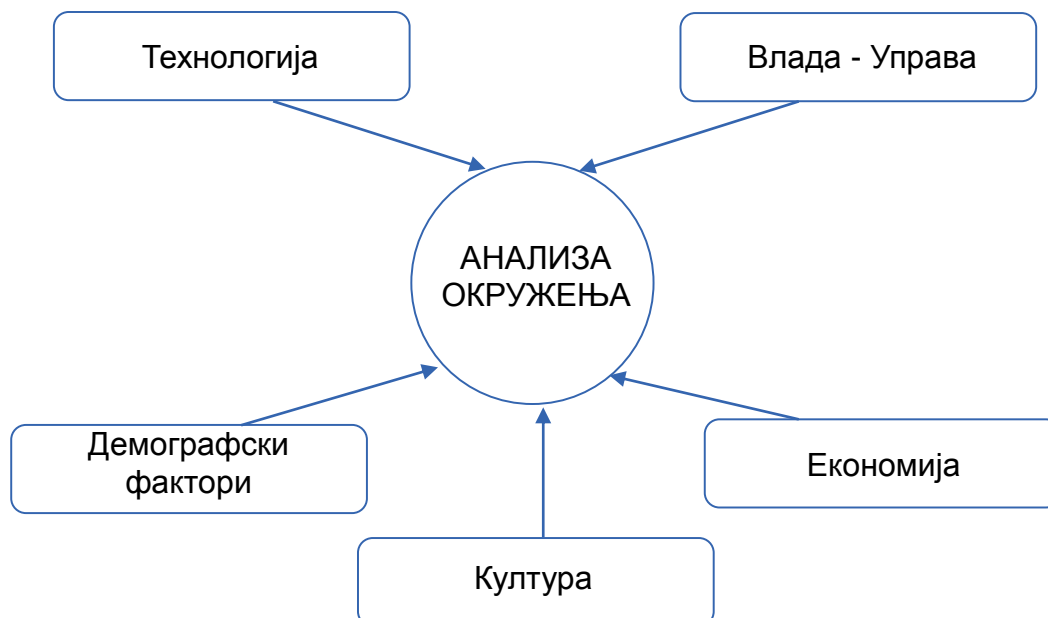 Технологија
Влада - Управа
АНАЛИЗА
ОКРУЖЕЊА
Демографски
фактори
Економија
Култура